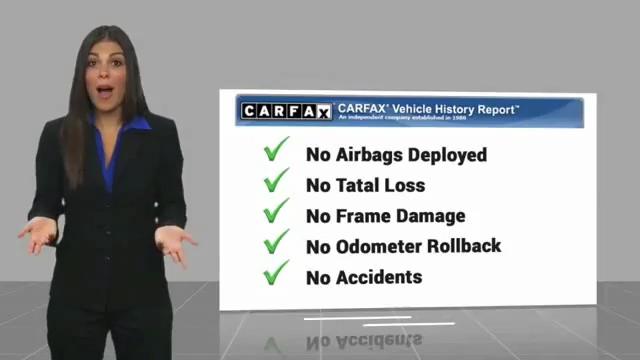 CARFAX CARFAX® Vehicle History Report™
An independent company established in 1986
No Airbags Deployed
No Tatal Loss
No Frame Damage
No Odometer Rollback
No Accidents